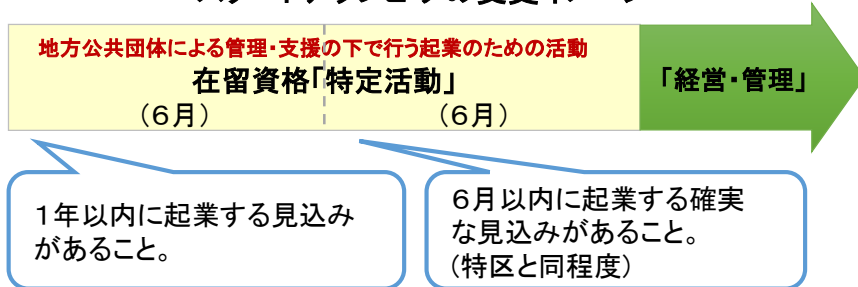 地方公共団体による管理・支援の下で行う起業のための活動
在留資格「特定活動」
(6月)
(6月)
「経営・管理」
1年以内に起業する見込み
があること。
6月以内に起業する確実
な見込みがあること。
(特区と同程度)